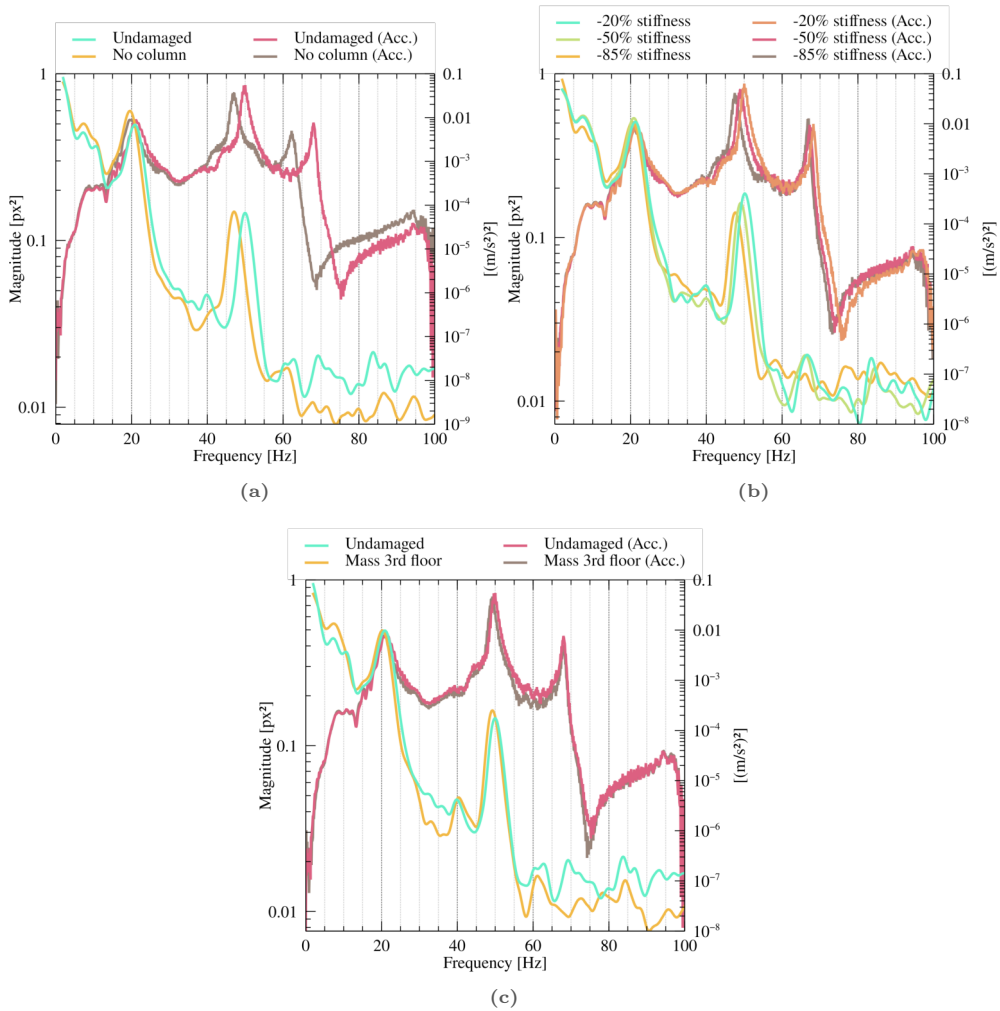 Undamaged Undamaged (Acc.)
No column No column (Acc.)
1 0.1
0.01
10⁻³
10⁻⁴
0.1 10⁻⁵
10⁻⁶
10⁻⁷
0.01 10⁻⁸
10⁻⁹
Magnitude [px²]
[(m/s²)²]
0 20 40 60 80 100
Frequency [Hz]
(a)
-20% stiffness -20% stiffness (Acc.)
-50% stiffness -50% stiffness (Acc.)
-85% stiffness -85% stiffness (Acc.)
1 0.1
0.01
10⁻³
0.1 10⁻⁴
10⁻⁵
10⁻⁶
0.01 10⁻⁷
10⁻⁸
Magnitude [px²]
[(m/s²)²]
0 20 40 60 80 100
Frequency [Hz]
(b)
Undamaged Undamaged (Acc.)
Mass 3rd floor Mass 3rd floor (Acc.)
1 0.1
0.01
10⁻³
0.1 10⁻⁴
10⁻⁵
10⁻⁶
0.01 10⁻⁷
10⁻⁸
Magnitude [px²]
[(m/s²)²]
0 20 40 60 80 100
Frequency [Hz]
(c)